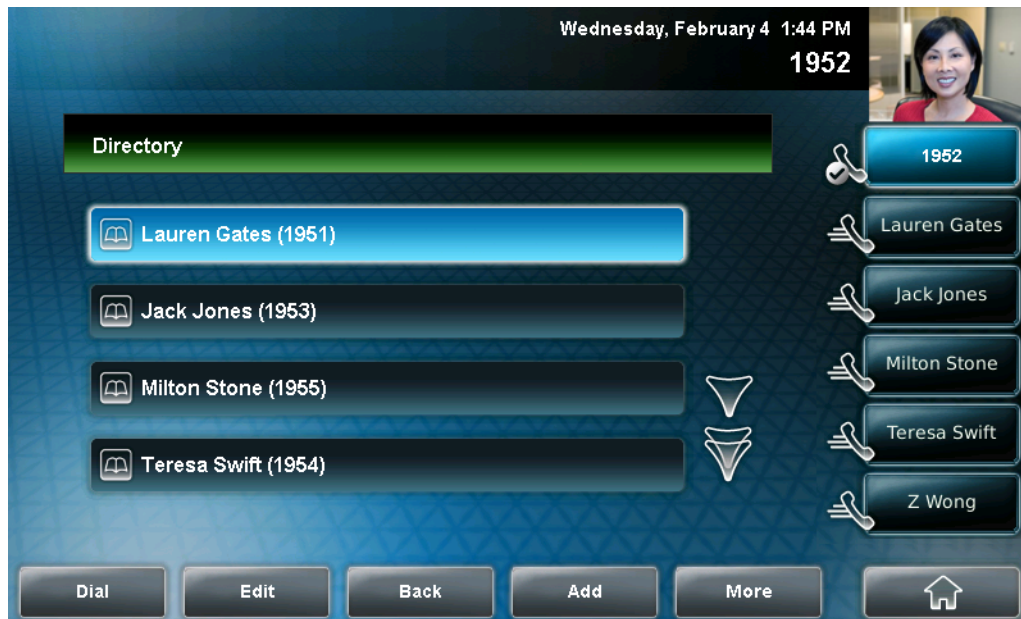 Wednesday, February 4 1:44 PM
1952
Directory
Lauren Gates (1951)
Jack Jones (1953)
Milton Stone (1955)
Teresa Swift (1954)
1952
Lauren Gates
Jack Jones
Milton Stone
Teresa Swift
Z Wong
Dial
Edit
Back
Add
More